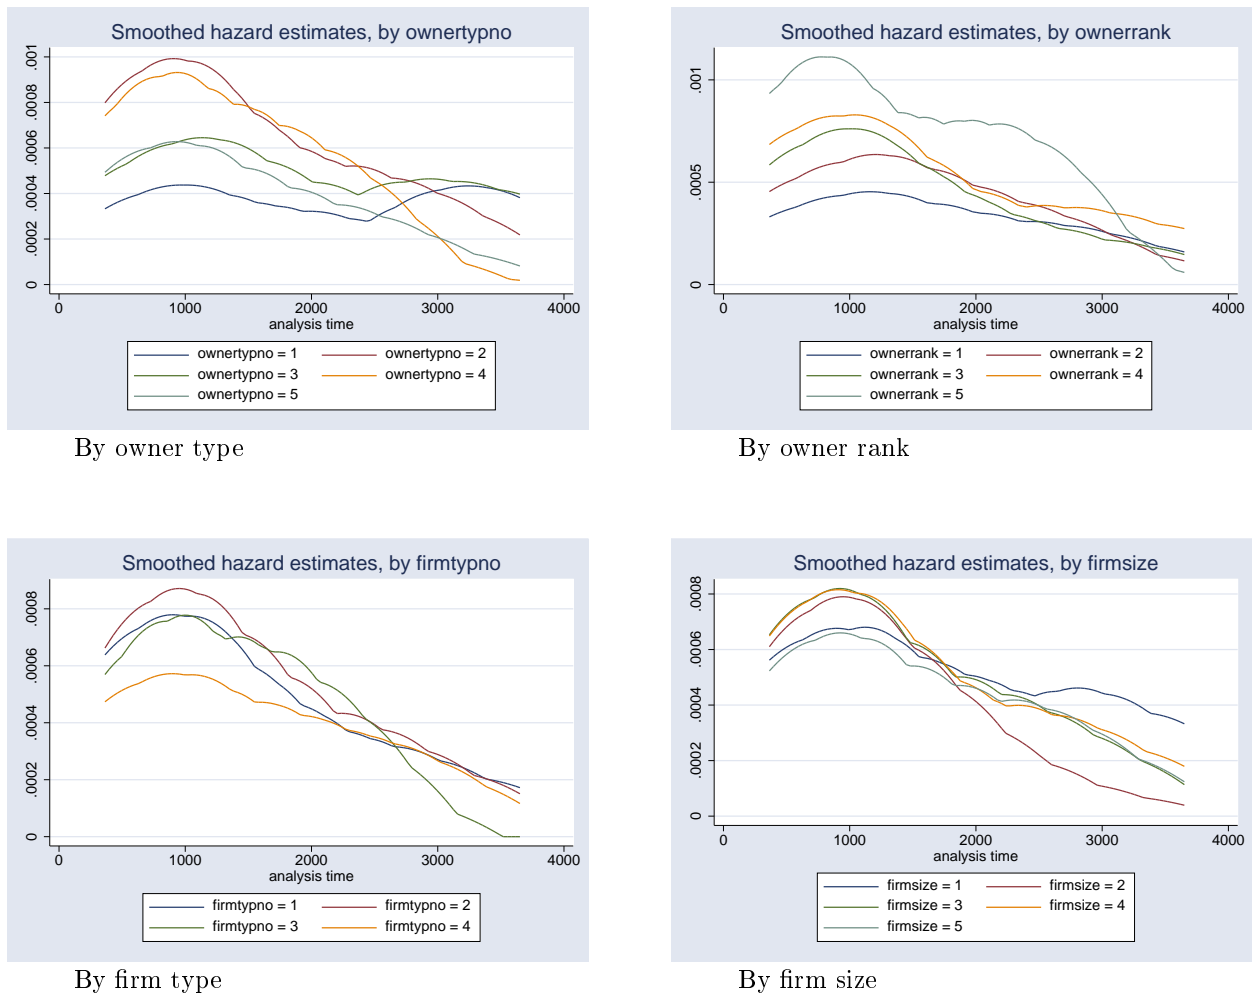 Smoothed hazard estimates, by ownertypno
0 .0002 .0004 .0006 .0008 .001
0 1000 2000 3000 4000
analysis time
ownertypno = 1 ownertypno = 2
ownertypno = 3 ownertypno = 4
ownertypno = 5
By owner type
Smoothed hazard estimates, by ownerrank
0 .0005 .001
0 1000 2000 3000 4000
analysis time
ownerrank = 1 ownerrank = 2
ownerrank = 3 ownerrank = 4
ownerrank = 5
By owner rank
Smoothed hazard estimates, by firmtypno
0 .0002 .0004 .0006 .0008
0 1000 2000 3000 4000
analysis time
firmtypno = 1 firmtypno = 2
firmtypno = 3 firmtypno = 4
By firm type
Smoothed hazard estimates, by firmsize
0 .0002 .0004 .0006 .0008
0 1000 2000 3000 4000
analysis time
firmsize = 1 firmsize = 2
firmsize = 3 firmsize = 4
firmsize = 5
By firm size